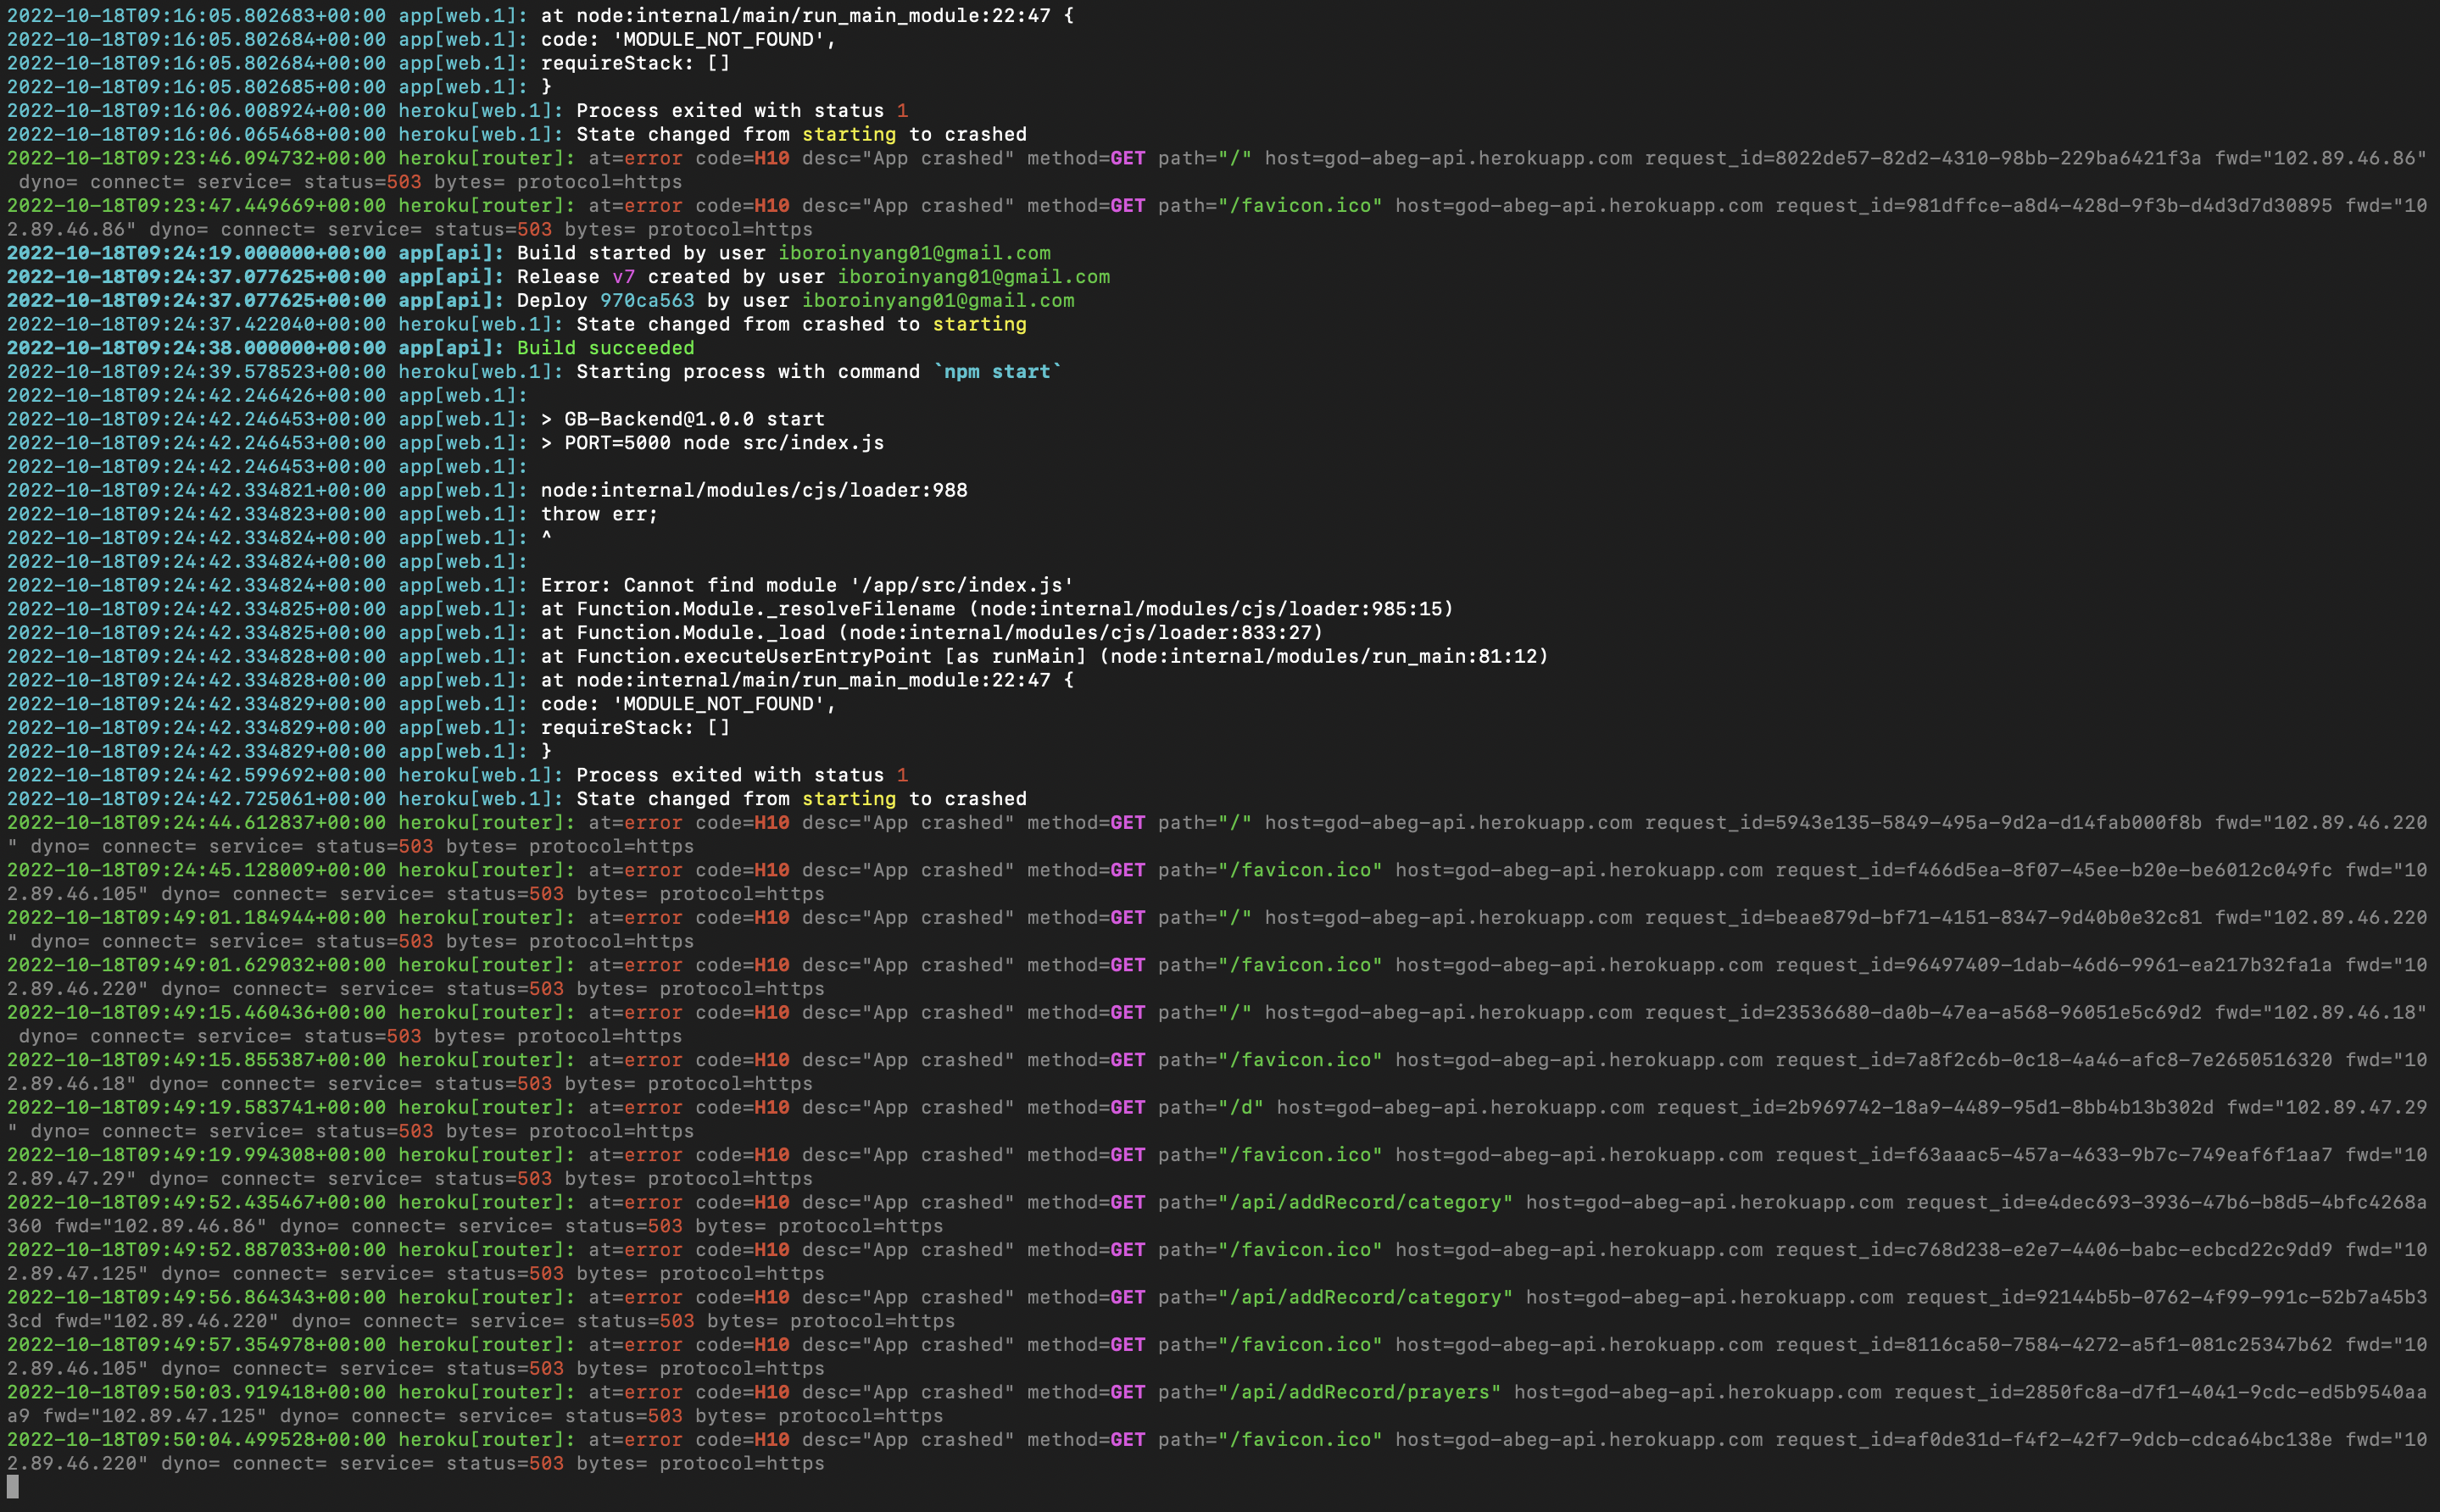 2022-10-18T09:16:05.802683+00:00 app[web.1]: at node:internal/main/run_main_module:22:47 {
2022-10-18T09:16:05.802684+00:00 app[web.1]: code: 'MODULE_NOT_FOUND',
2022-10-18T09:16:05.802684+00:00 app[web.1]: requireStack: []
2022-10-18T09:16:05.802685+00:00 app[web.1]: }
2022-10-18T09:16:06.008924+00:00 heroku[web.1]: Process exited with status 1
2022-10-18T09:16:06.065468+00:00 heroku[web.1]: State changed from starting to crashed
2022-10-18T09:23:46.094732+00:00 heroku[router]: at=error code=H10 desc="App crashed" method=GET path="/" host=god-abeg-api.herokuapp.com request_id=8022de57-82d2-4310-98bb-229ba6421f3a fwd="102.89.46.86"
dyno= connect= service= status=503 bytes= protocol=https
2022-10-18T09:23:47.449669+00:00 heroku[router]: at=error code=H10 desc="App crashed" method=GET path="/favicon.ico" host=god-abeg-api.herokuapp.com request_id=981dffce-a8d4-428d-9f3b-d4d3d7d30895 fwd="10
2.89.46.86" dyno= connect= service= status=503 bytes= protocol=https
2022-10-18T09:24:19.000000+00:00 app[api]: Build started by user iboroinyang01@gmail.com
2022-10-18T09:24:37.077625+00:00 app[api]: Release v7 created by user iboroinyang01@gmail.com
2022-10-18T09:24:37.077625+00:00 app[api]: Deploy 970ca563 by user iboroinyang01@gmail.com
2022-10-18T09:24:37.422040+00:00 heroku[web.1]: State changed from crashed to starting
2022-10-18T09:24:38.000000+00:00 app[api]: Build succeeded
2022-10-18T09:24:39.578523+00:00 heroku[web.1]: Starting process with command `npm start`
2022-10-18T09:24:42.246426+00:00 app[web.1]:
2022-10-18T09:24:42.246453+00:00 app[web.1]: > GB-Backend@1.0.0 start
2022-10-18T09:24:42.246453+00:00 app[web.1]: > PORT=5000 node src/index.js
2022-10-18T09:24:42.246453+00:00 app[web.1]:
2022-10-18T09:24:42.334821+00:00 app[web.1]: node:internal/modules/cjs/loader:988
2022-10-18T09:24:42.334823+00:00 app[web.1]: throw err;
2022-10-18T09:24:42.334824+00:00 app[web.1]: ^
2022-10-18T09:24:42.334824+00:00 app[web.1]:
2022-10-18T09:24:42.334824+00:00 app[web.1]: Error: Cannot find module '/app/src/index.js'
2022-10-18T09:24:42.334825+00:00 app[web.1]: at Function.Module._resolveFilename (node:internal/modules/cjs/loader:985:15)
2022-10-18T09:24:42.334825+00:00 app[web.1]: at Function.Module._load (node:internal/modules/cjs/loader:833:27)
2022-10-18T09:24:42.334828+00:00 app[web.1]: at Function.executeUserEntryPoint [as runMain] (node:internal/modules/run_main:81:12)
2022-10-18T09:24:42.334828+00:00 app[web.1]: at node:internal/main/run_main_module:22:47 {
2022-10-18T09:24:42.334829+00:00 app[web.1]: code: 'MODULE_NOT_FOUND',
2022-10-18T09:24:42.334829+00:00 app[web.1]: requireStack: []
2022-10-18T09:24:42.334829+00:00 app[web.1]: }
2022-10-18T09:24:42.599692+00:00 heroku[web.1]: Process exited with status 1
2022-10-18T09:24:42.725061+00:00 heroku[web.1]: State changed from starting to crashed
2022-10-18T09:24:44.612837+00:00 heroku[router]: at=error code=H10 desc="App crashed" method=GET path="/" host=god-abeg-api.herokuapp.com request_id=5943e135-5849-495a-9d2a-d14fab000f8b fwd="102.89.46.220
" dyno= connect= service= status=503 bytes= protocol=https
2022-10-18T09:24:45.128009+00:00 heroku[router]: at=error code=H10 desc="App crashed" method=GET path="/favicon.ico" host=god-abeg-api.herokuapp.com request_id=f466d5ea-8f07-45ee-b20e-be6012c049fc fwd="10
2.89.46.105" dyno= connect= service= status=503 bytes= protocol=https
2022-10-18T09:49:01.184944+00:00 heroku[router]: at=error code=H10 desc="App crashed" method=GET path="/" host=god-abeg-api.herokuapp.com request_id=beae879d-bf71-4151-8347-9d40b0e32c81 fwd="102.89.46.220
" dyno= connect= service= status=503 bytes= protocol=https
2022-10-18T09:49:01.629032+00:00 heroku[router]: at=error code=H10 desc="App crashed" method=GET path="/favicon.ico" host=god-abeg-api.herokuapp.com request_id=96497409-1dab-46d6-9961-ea217b32fa1a fwd="10
2.89.46.220" dyno= connect= service= status=503 bytes= protocol=https
2022-10-18T09:49:15.460436+00:00 heroku[router]: at=error code=H10 desc="App crashed" method=GET path="/" host=god-abeg-api.herokuapp.com request_id=23536680-da0b-47ea-a568-96051e5c69d2 fwd="102.89.46.18"
dyno= connect= service= status=503 bytes= protocol=https
2022-10-18T09:49:15.855387+00:00 heroku[router]: at=error code=H10 desc="App crashed" method=GET path="/favicon.ico" host=god-abeg-api.herokuapp.com request_id=7a8f2c6b-0c18-4a46-afc8-7e2650516320 fwd="10
2.89.46.18" dyno= connect= service= status=503 bytes= protocol=https
2022-10-18T09:49:19.583741+00:00 heroku[router]: at=error code=H10 desc="App crashed" method=GET path="/d" host=god-abeg-api.herokuapp.com request_id=2b969742-18a9-4489-95d1-8bb4b13b302d fwd="102.89.47.29
" dyno= connect= service= status=503 bytes= protocol=https
2022-10-18T09:49:19.994308+00:00 heroku[router]: at=error code=H10 desc="App crashed" method=GET path="/favicon.ico" host=god-abeg-api.herokuapp.com request_id=f63aaac5-457a-4633-9b7c-749eaf6f1aa7 fwd="10
2.89.47.29" dyno= connect= service= status=503 bytes= protocol=https
2022-10-18T09:49:52.435467+00:00 heroku[router]: at=error code=H10 desc="App crashed" method=GET path="/api/addRecord/category" host=god-abeg-api.herokuapp.com request_id=e4dec693-3936-47b6-b8d5-4bfc4268a
360 fwd="102.89.46.86" dyno= connect= service= status=503 bytes= protocol=https
2022-10-18T09:49:52.887033+00:00 heroku[router]: at=error code=H10 desc="App crashed" method=GET path="/favicon.ico" host=god-abeg-api.herokuapp.com request_id=c768d238-e2e7-4406-babc-ecbcd22c9dd9 fwd="10
2.89.47.125" dyno= connect= service= status=503 bytes= protocol=https
2022-10-18T09:49:56.864343+00:00 heroku[router]: at=error code=H10 desc="App crashed" method=GET path="/api/addRecord/category" host=god-abeg-api.herokuapp.com request_id=92144b5b-0762-4f99-991c-52b7a45b3
3cd fwd="102.89.46.220" dyno= connect= service= status=503 bytes= protocol=https
2022-10-18T09:49:57.354978+00:00 heroku[router]: at=error code=H10 desc="App crashed" method=GET path="/favicon.ico" host=god-abeg-api.herokuapp.com request_id=8116ca50-7584-4272-a5f1-081c25347b62 fwd="10
2.89.46.105" dyno= connect= service= status=503 bytes= protocol=https
2022-10-18T09:50:03.919418+00:00 heroku[router]: at=error code=H10 desc="App crashed" method=GET path="/api/addRecord/prayers" host=god-abeg-api.herokuapp.com request_id=2850fc8a-d7f1-4041-9cdc-ed5b9540aa
a9 fwd="102.89.47.125" dyno= connect= service= status=503 bytes= protocol=https
2022-10-18T09:50:04.499528+00:00 heroku[router]: at=error code=H10 desc="App crashed" method=GET path="/favicon.ico" host=god-abeg-api.herokuapp.com request_id=af0de31d-f4f2-42f7-9dcb-cdca64bc138e fwd="10
2.89.46.220" dyno= connect= service= status=503 bytes= protocol=https